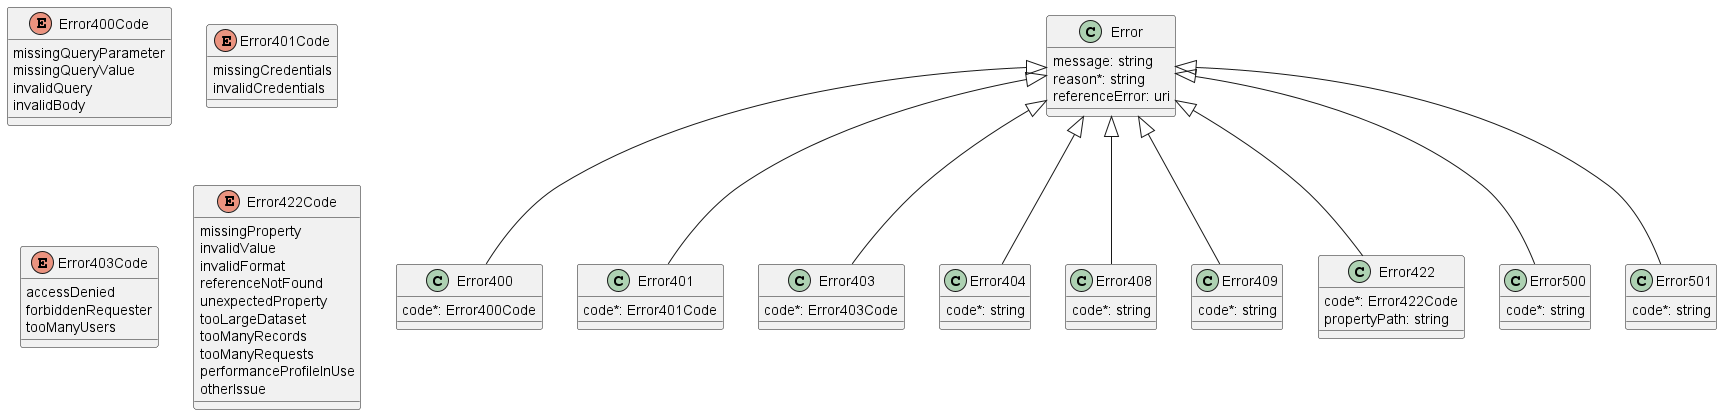 E Error400Code
missingQueryParameter
missingQueryValue
invalidQuery
invalidBody
E Error401Code
missingCredentials
invalidCredentials
C Error
message: string
reason*: string
referenceError: uri
E Error403Code
accessDenied
forbiddenRequester
tooManyUsers
E Error422Code
missingProperty
invalidValue
invalidFormat
referenceNotFound
unexpectedProperty
tooLargeDataset
tooManyRecords
tooManyRequests
performanceProfileInUse
otherIssue
C Error400
code*: Error400Code
C Error401
code*: Error401Code
C Error403
code*: Error403Code
C Error404
code*: string
C Error408
code*: string
C Error409
code*: string
C Error422
code*: Error422Code
propertyPath: string
C Error500
code*: string
C Error501
code*: string